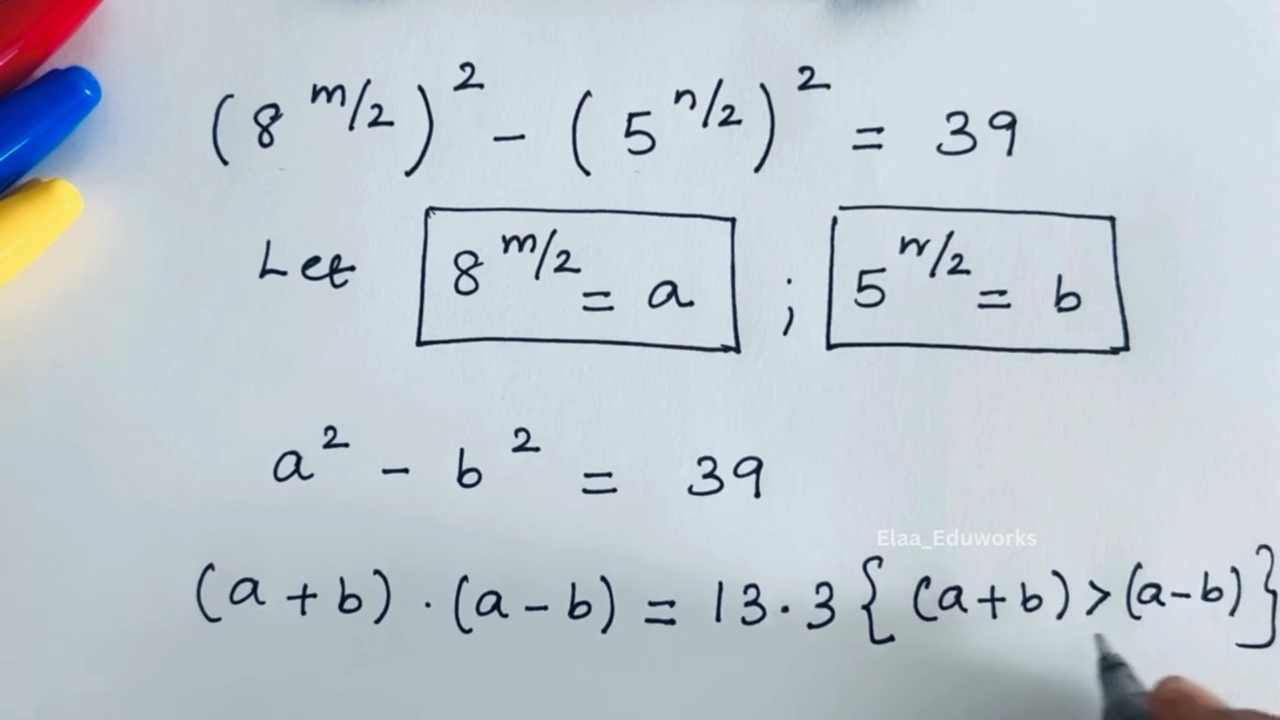 (8^{m/2})^2 - (5^{n/2})^2 = 39
Let 8^{m/2} = a ; 5^{n/2} = b
a^2 - b^2 = 39
Elaa_Eduworks
(a+b).(a-b) = 13.3 {(a+b)>(a-b)}